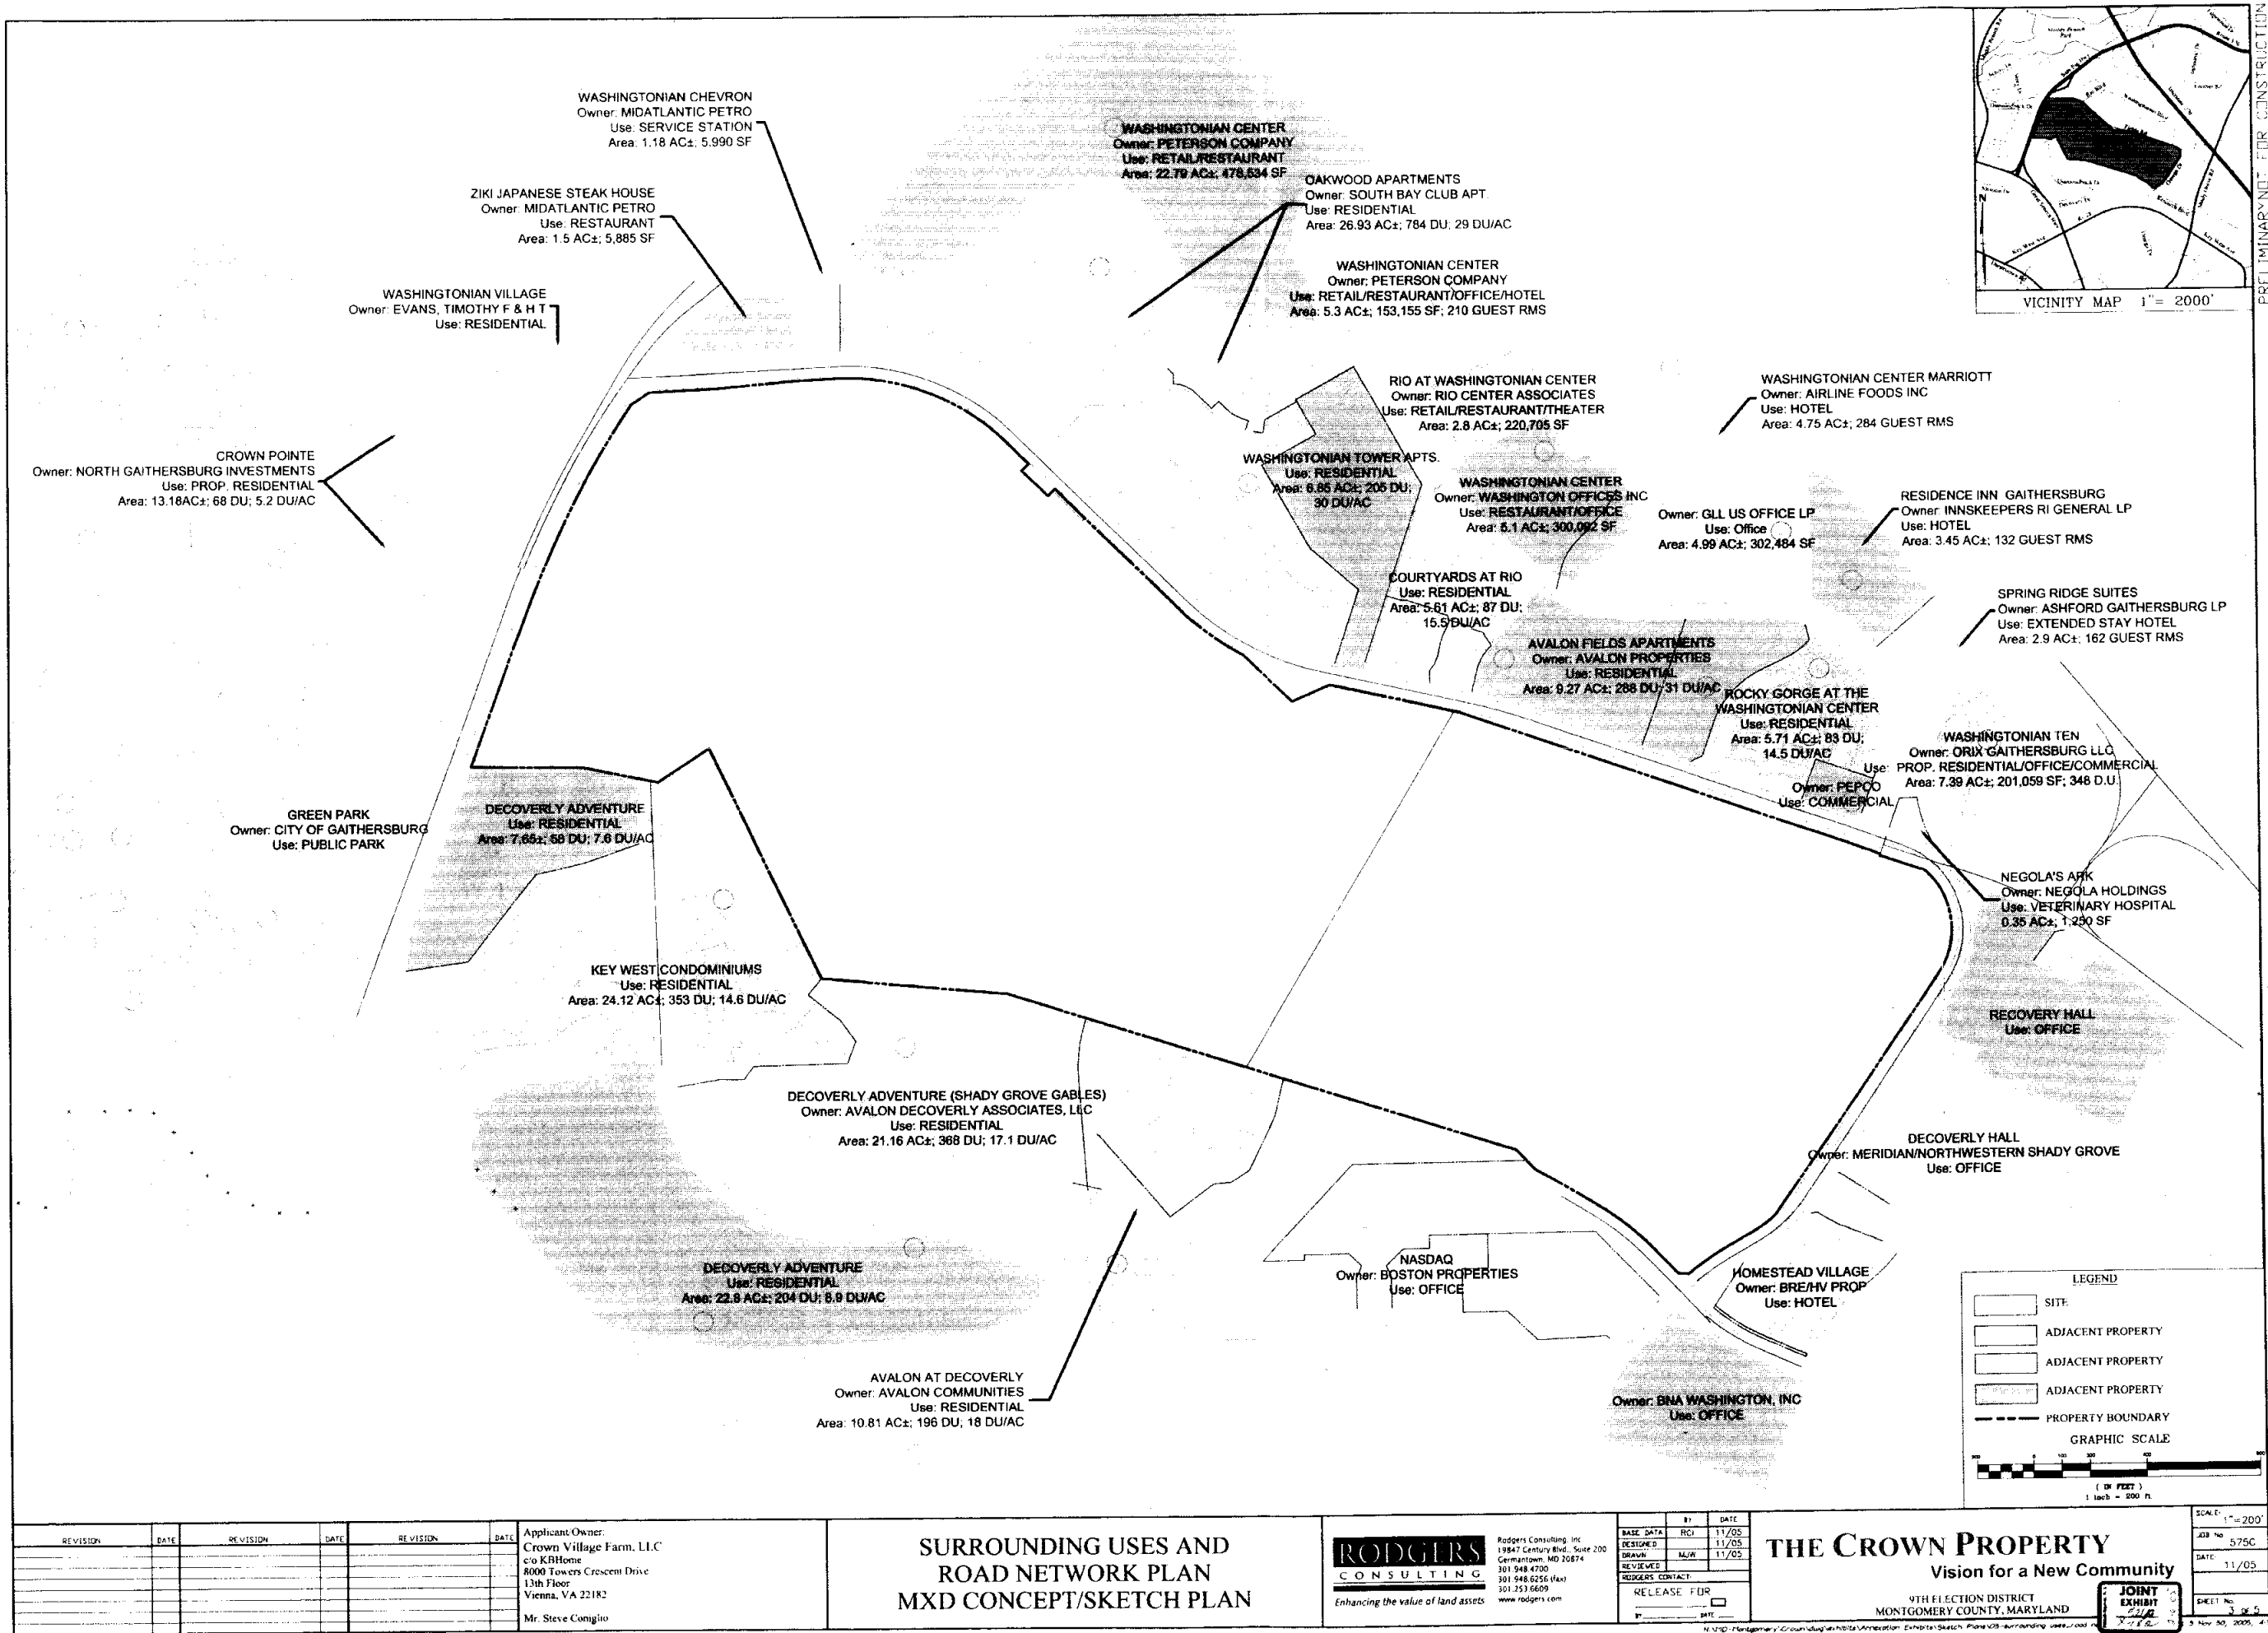 WASHINGTONIAN CHEVRON
Owner: MIDATLANTIC PETRO
Use: SERVICE STATION
Area: 1.18 AC±; 5,990 SF
ZIKI JAPANESE STEAK HOUSE
Owner: MIDATLANTIC PETRO
Use: RESTAURANT
Area: 1.5 AC±; 5,885 SF
WASHINGTONIAN VILLAGE
Owner: EVANS, TIMOTHY F & H T
Use: RESIDENTIAL
CROWN POINTE
Owner: NORTH GAITHERSBURG INVESTMENTS
Use: PROP. RESIDENTIAL
Area: 13.18AC±; 68 DU; 5.2 DU/AC
WASHINGTONIAN CENTER
Owner: PETERSON COMPANY
Use: RETAIL/RESTAURANT
Area: 22.79 AC±; 478,534 SF
OAKWOOD APARTMENTS
Owner: SOUTH BAY CLUB APT.
Use: RESIDENTIAL
Area: 26.93 AC±; 784 DU; 29 DU/AC
WASHINGTONIAN CENTER
Owner: PETERSON COMPANY
Use: RETAIL/RESTAURANT/OFFICE/HOTEL
Area: 5.3 AC±; 153,155 SF; 210 GUEST RMS
RIO AT WASHINGTONIAN CENTER
Owner: RIO CENTER ASSOCIATES
Use: RETAIL/RESTAURANT/THEATER
Area: 2.8 AC±; 220,705 SF
WASHINGTONIAN CENTER MARRIOTT
Owner: AIRLINE FOODS INC
Use: HOTEL
Area: 4.75 AC±; 284 GUEST RMS
WASHINGTONIAN TOWER APTS.
Use: RESIDENTIAL
Area: 6.85 AC±; 205 DU;
30 DU/AC
WASHINGTONIAN CENTER
Owner: WASHINGTON OFFICES INC
Use: RESTAURANT/OFFICE
Area: 5.1 AC±; 300,092 SF
Owner: GLL US OFFICE LP
Use: Office
Area: 4.99 AC±; 302,484 SF
RESIDENCE INN GAITHERSBURG
Owner: INNSKEEPERS RI GENERAL LP
Use: HOTEL
Area: 3.45 AC±; 132 GUEST RMS
COURTYARDS AT RIO
Use: RESIDENTIAL
Area: 5.61 AC±; 87 DU;
15.5 DU/AC
SPRING RIDGE SUITES
Owner: ASHFORD GAITHERSBURG LP
Use: EXTENDED STAY HOTEL
Area: 2.9 AC±; 162 GUEST RMS
AVALON FIELDS APARTMENTS
Owner: AVALON PROPERTIES
Use: RESIDENTIAL
Area: 9.27 AC±; 288 DU; 31 DU/AC
ROCKY GORGE AT THE
WASHINGTONIAN CENTER
Use: RESIDENTIAL
Area: 5.71 AC±; 83 DU;
14.5 DU/AC
WASHINGTONIAN TEN
Owner: ORIX GAITHERSBURG LLC
Use: PROP. RESIDENTIAL/OFFICE/COMMERCIAL
Area: 7.39 AC±; 201,059 SF; 348 D.U.
Owner: PEPCO
Use: COMMERCIAL
GREEN PARK
Owner: CITY OF GAITHERSBURG
Use: PUBLIC PARK
DECOVERLY ADVENTURE
Use: RESIDENTIAL
Area: 7.65±; 58 DU; 7.6 DU/AC
NEGOLA'S ARK
Owner: NEGOLA HOLDINGS
Use: VETERINARY HOSPITAL
0.35 AC±; 1,250 SF
KEY WEST CONDOMINIUMS
Use: RESIDENTIAL
Area: 24.12 AC±; 353 DU; 14.6 DU/AC
RECOVERY HALL
Use: OFFICE
DECOVERLY ADVENTURE (SHADY GROVE GABLES)
Owner: AVALON DECOVERLY ASSOCIATES, LLC
Use: RESIDENTIAL
Area: 21.16 AC±; 368 DU; 17.1 DU/AC
DECOVERLY HALL
Owner: MERIDIAN/NORTHWESTERN SHADY GROVE
Use: OFFICE
DECOVERLY ADVENTURE
Use: RESIDENTIAL
Area: 22.8 AC±; 204 DU; 8.9 DU/AC
NASDAQ
Owner: BOSTON PROPERTIES
Use: OFFICE
HOMESTEAD VILLAGE
Owner: BRE/HV PROP
Use: HOTEL
AVALON AT DECOVERLY
Owner: AVALON COMMUNITIES
Use: RESIDENTIAL
Area: 10.81 AC±; 196 DU; 18 DU/AC
Owner: BNA WASHINGTON, INC
Use: OFFICE
VICINITY MAP 1"= 2000'
N
PRELIMINARY NOT FOR CONSTRUCTION
LEGEND
SITE
ADJACENT PROPERTY
ADJACENT PROPERTY
ADJACENT PROPERTY
PROPERTY BOUNDARY
GRAPHIC SCALE
( IN FEET )
1 inch = 200 ft.
REVISION DATE REVISION DATE REVISION DATE
Applicant/Owner:
Crown Village Farm, LLC
c/o KBHome
8000 Towers Crescent Drive
13th Floor
Vienna, VA 22182
Mr. Steve Coniglio
SURROUNDING USES AND
ROAD NETWORK PLAN
MXD CONCEPT/SKETCH PLAN
RODGERS
CONSULTING
Enhancing the value of land assets
Rodgers Consulting, Inc
19847 Century Blvd., Suite 200
Germantown, MD 20874
301.948.4700
301.948.6256 (fax)
301.253.6609
www.rodgers.com
BY DATE
BASE DATA RCI 11/05
DESIGNED 11/05
DRAWN MJW 11/05
REVIEWED
RODGERS CONTACT:
RELEASE FOR
BY DATE
THE CROWN PROPERTY
Vision for a New Community
9TH ELECTION DISTRICT
MONTGOMERY COUNTY, MARYLAND
JOINT
EXHIBIT
SCALE: 1"=200'
JOB No. 575C
DATE: 11/05
SHEET No. 3 OF 5